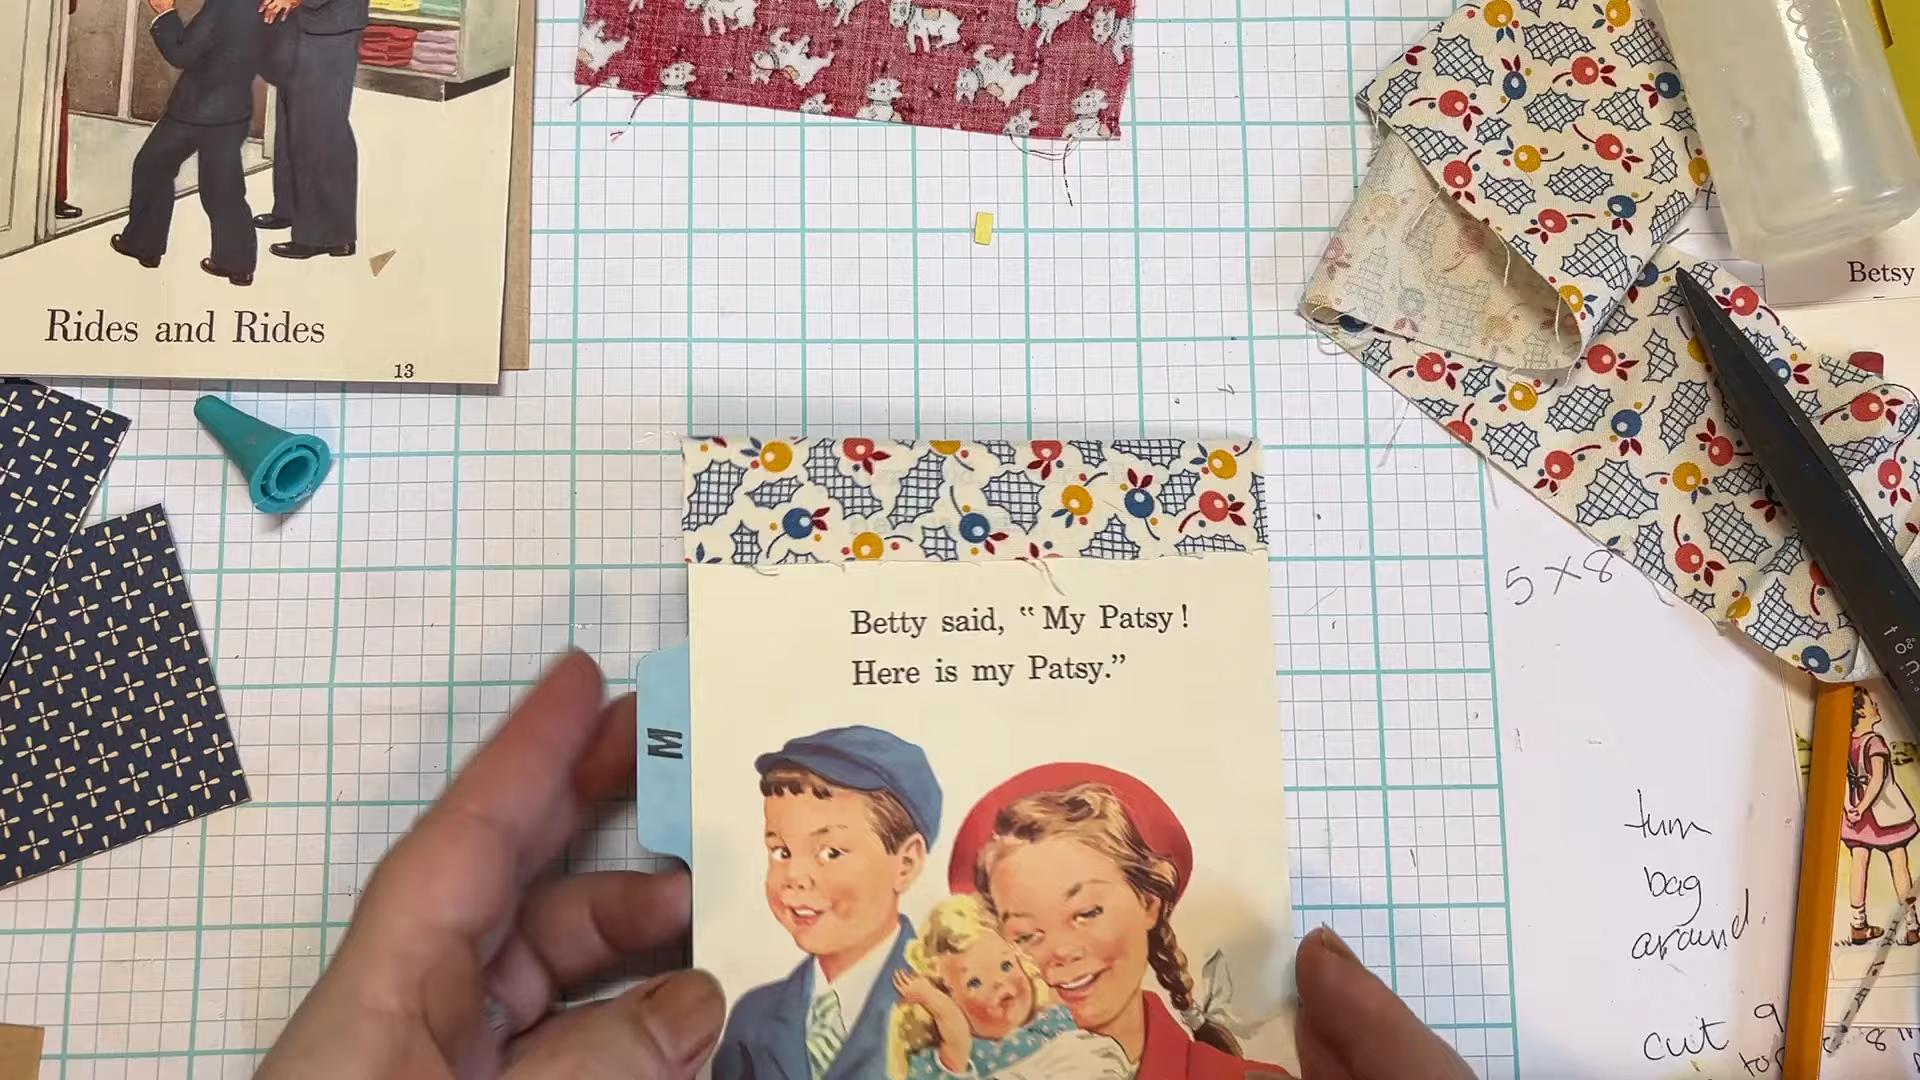 Rides and Rides
13
Betsy
Betty said, “ My Patsy !
Here is my Patsy.”
M
5 x 8
turn
bag
around.
cut 9